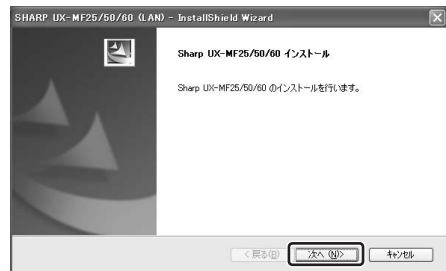 SHARP UX-MF25/50/60 (LAN) - InstallShield Wizard
Sharp UX-MF25/50/60 インストール
Sharp UX-MF25/50/60 のインストールを行います。
< 戻る(B)
次へ (N)>
キャンセル